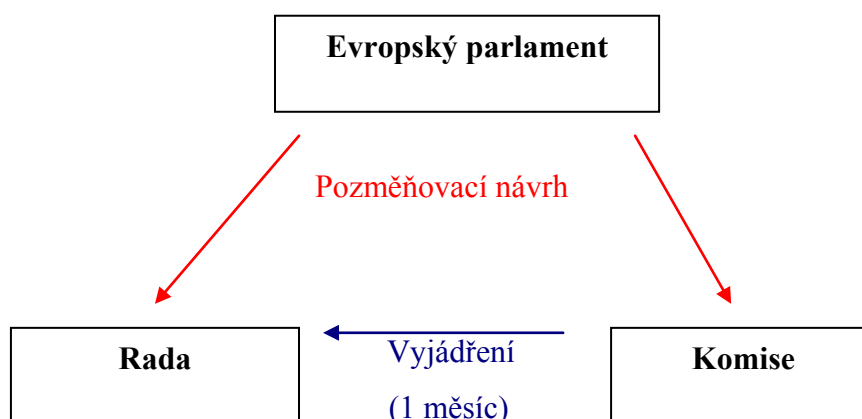 Evropský parlament
Pozměňovací návrh
Rada
Vyjádření
(1 měsíc)
Komise